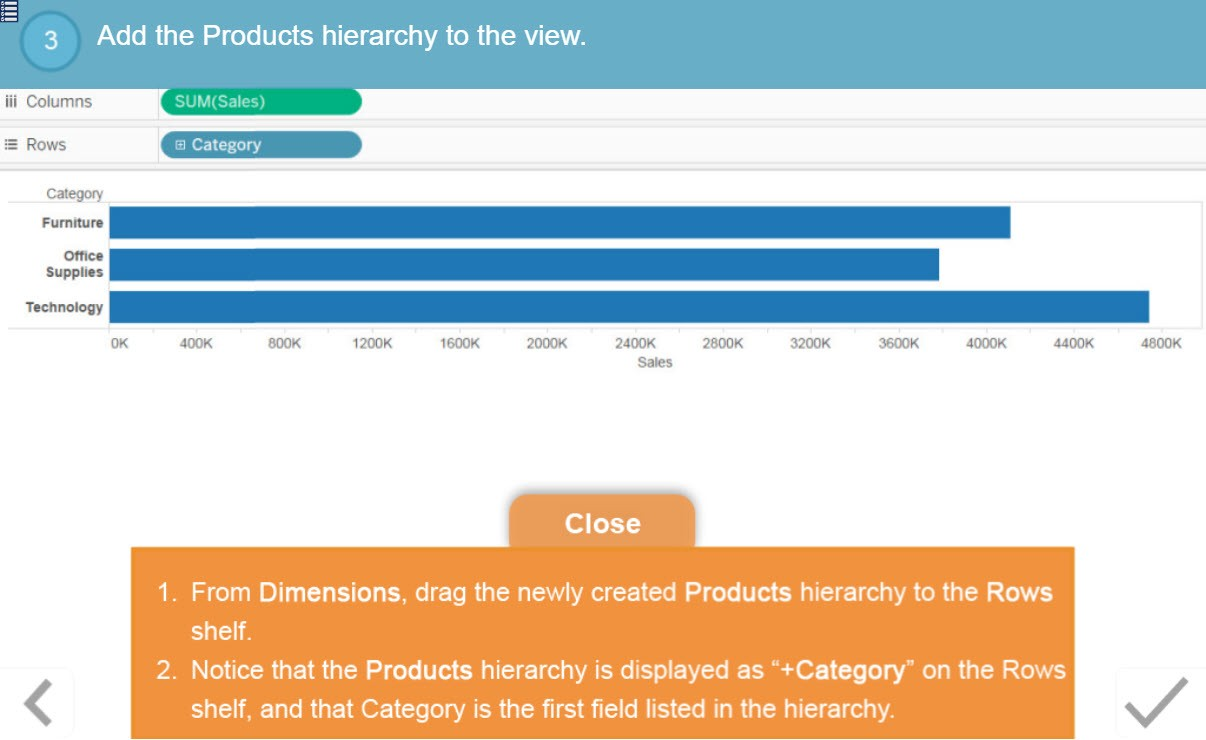 3 Add the Products hierarchy to the view.
Columns SUM(Sales)
Rows Category
Category
Furniture
Office
Supplies
Technology
0K 400K 800K 1200K 1600K 2000K 2400K 2800K 3200K 3600K 4000K 4400K 4800K
Sales
Close
1. From Dimensions, drag the newly created Products hierarchy to the Rows
shelf.
2. Notice that the Products hierarchy is displayed as “+Category” on the Rows
shelf, and that Category is the first field listed in the hierarchy.